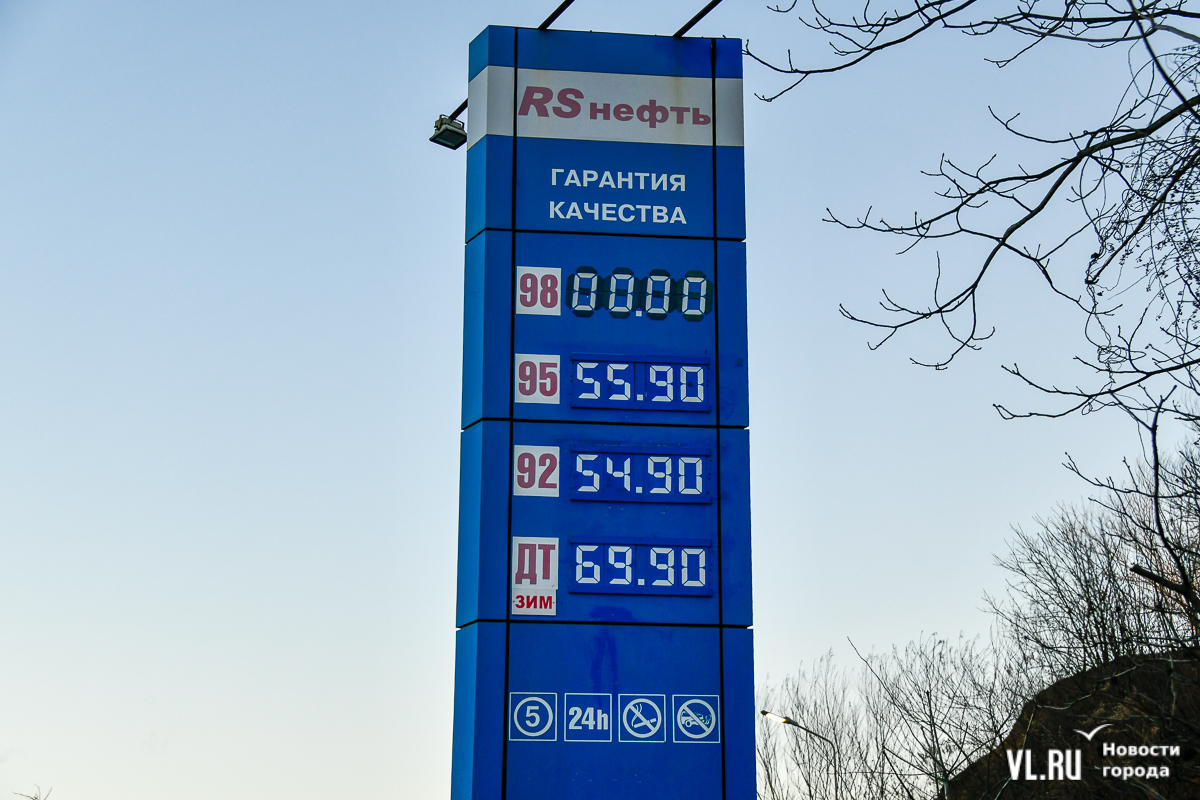 RS нефть
ГАРАНТИЯ
КАЧЕСТВА
98 00.00
95 55.90
92 54.90
ДТ 69.90
ЗИМ
5 24h
VL.RU Новости
города